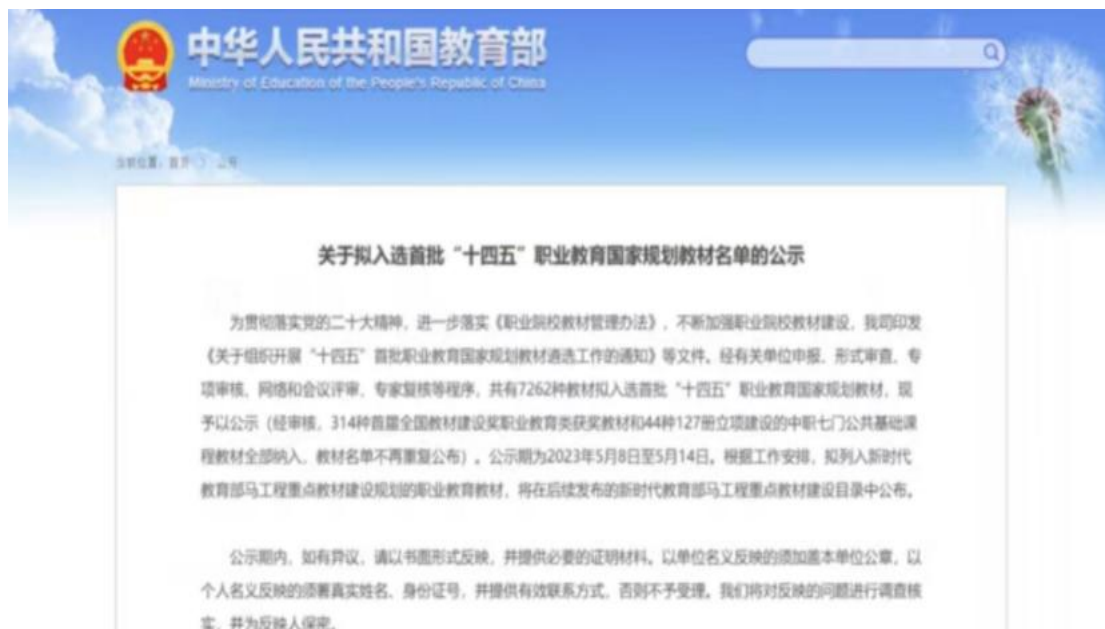 中华人民共和国教育部
Ministry of Education of the People's Republic of China
当前位置：首页 > 公告
关于拟入选首批“十四五”职业教育国家规划教材名单的公示
为贯彻落实党的二十大精神，进一步落实《职业院校教材管理办法》，不断加强职业院校教材建设，我司印发
《关于组织开展“十四五”首批职业教育国家规划教材遴选工作的通知》等文件。经有关单位申报、形式审查、专
项审核、网络和会议评审、专家复核等程序，共有7262种教材拟入选首批“十四五”职业教育国家规划教材，现
予以公示（经审核，314种首届全国教材建设奖职业教育类获奖教材和44种127册立项建设的中职七门公共基础课
程教材全部纳入，教材名单不再重复公布）。公示期为2023年5月8日至5月14日。根据工作安排，拟列入新时代
教育部马工程重点教材建设规划的职业教育教材，将在后续发布的新时代教育部马工程重点教材建设目录中公布。
公示期内，如有异议，请以书面形式反映，并提供必要的证明材料。以单位名义反映的须加盖本单位公章，以
个人名义反映的须署真实姓名、身份证号，并提供有效联系方式，否则不予受理。我们将对反映的问题进行调查核
实，并为反映人保密。